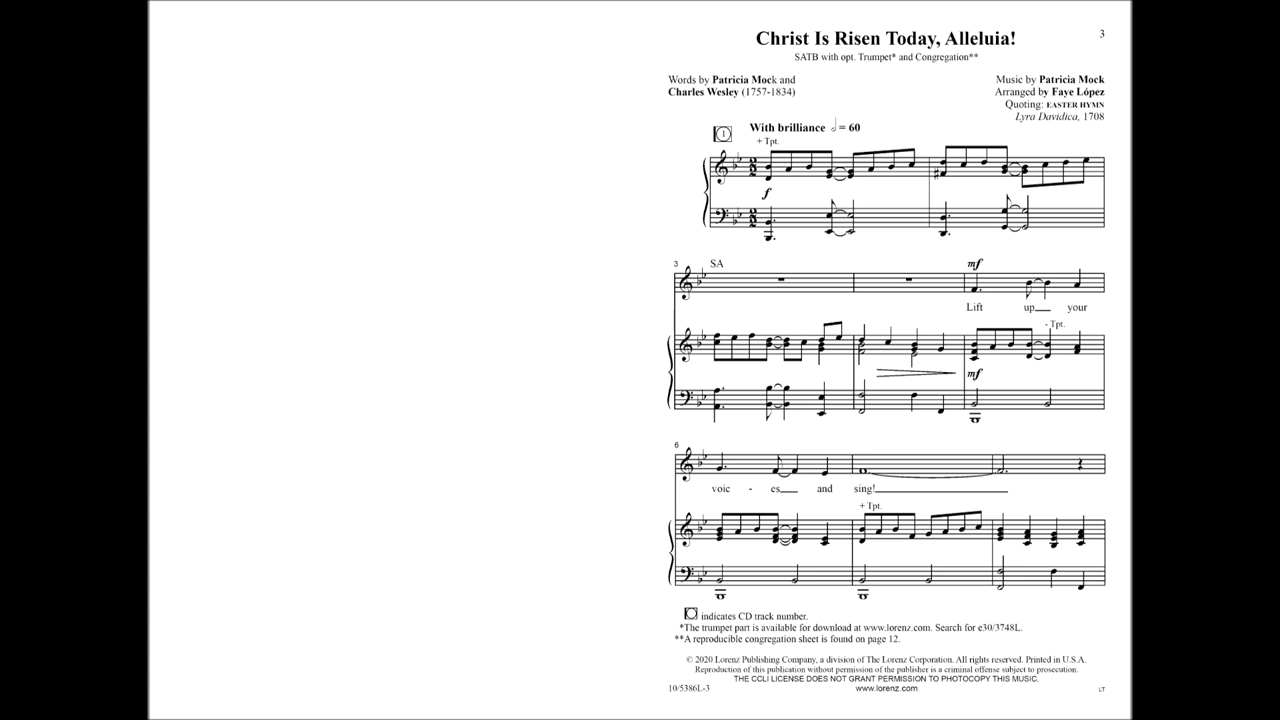 Christ Is Risen Today, Alleluia!
3
SATB with opt. Trumpet* and Congregation**
Words by Patricia Mock and
Charles Wesley (1757-1834)
Music by Patricia Mock
Arranged by Faye López
Quoting: EASTER HYMN
Lyra Davidica, 1708
1
With brilliance = 60
+ Tpt.
f
3
SA
mf
Lift up your
- Tpt.
mf
6
voic - es and sing!
+ Tpt.
indicates CD track number.
*The trumpet part is available for download at www.lorenz.com. Search for e30/3748L.
**A reproducible congregation sheet is found on page 12.
© 2020 Lorenz Publishing Company, a division of The Lorenz Corporation. All rights reserved. Printed in U.S.A.
Reproduction of this publication without permission of the publisher is a criminal offense subject to prosecution.
THE CCLI LICENSE DOES NOT GRANT PERMISSION TO PHOTOCOPY THIS MUSIC.
10/5386L-3
www.lorenz.com
LT